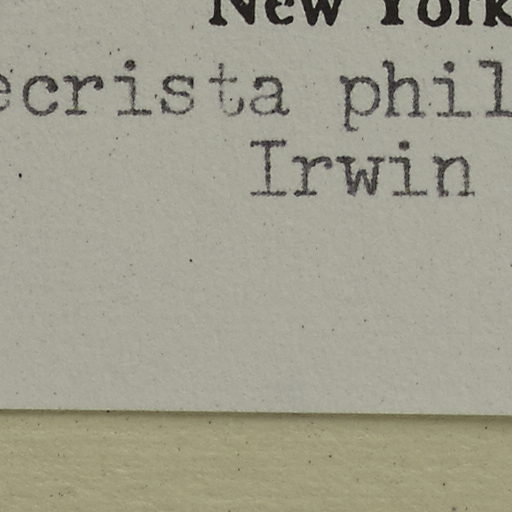 New York
ecrista phil
Irwin